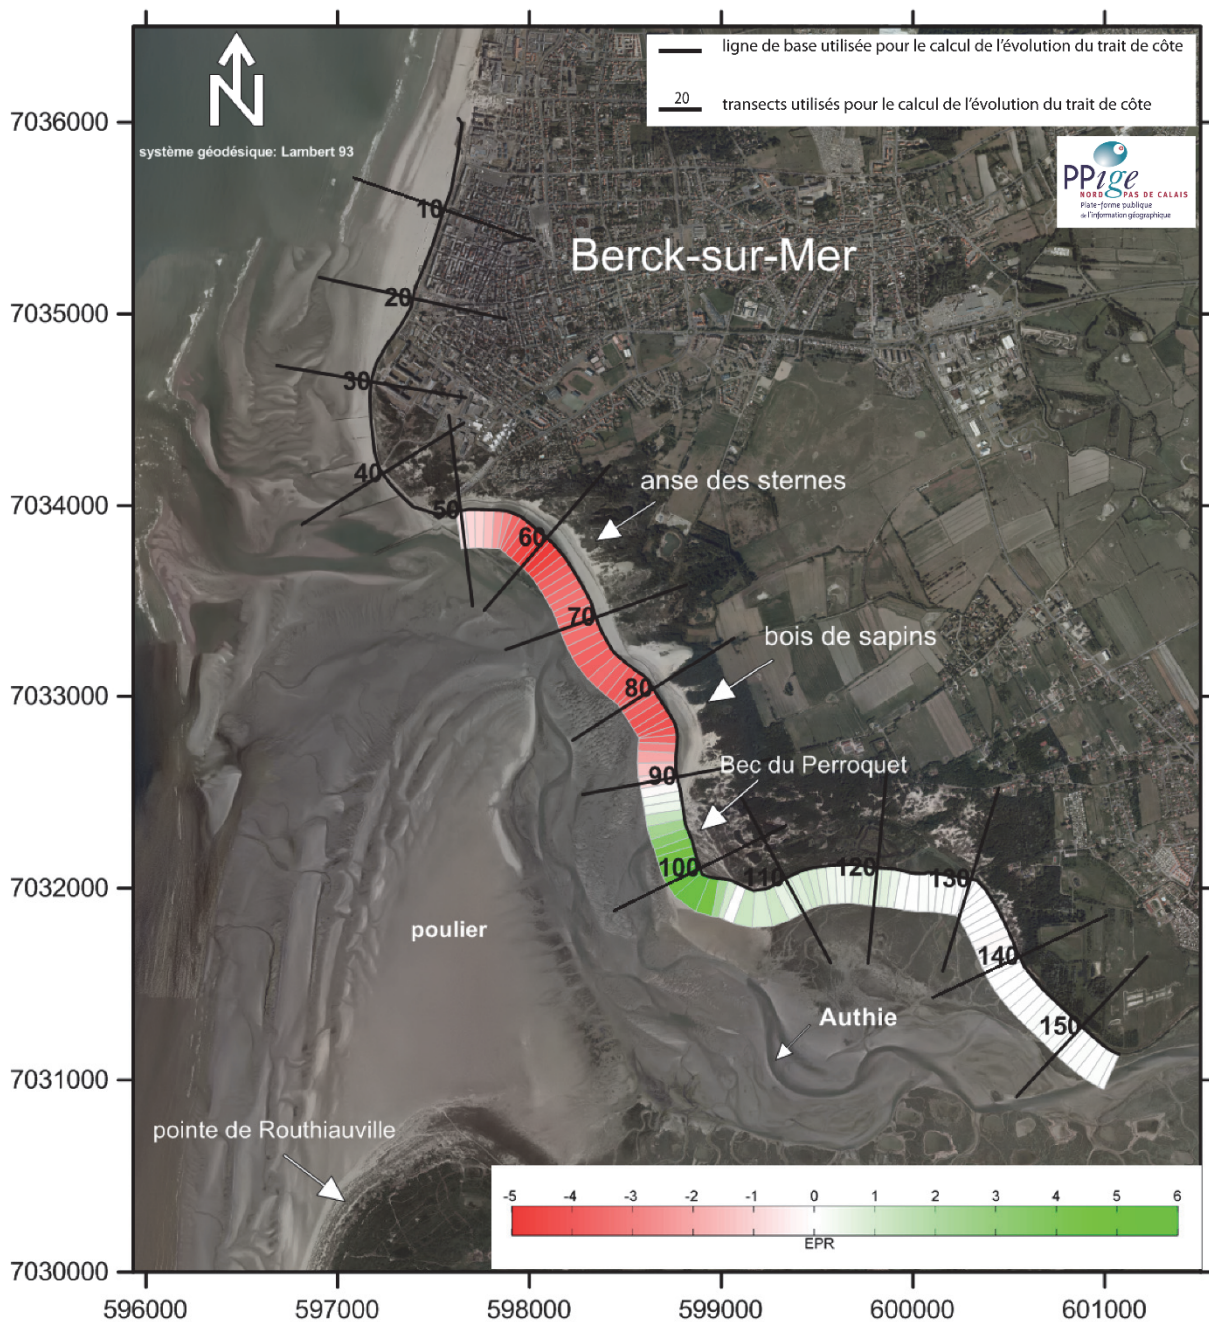 ligne de base utilisée pour le calcul de l'évolution du trait de côte
20
transects utilisés pour le calcul de l'évolution du trait de côte
N
système géodésique: Lambert 93
PPige
NORD PAS DE CALAIS
Plate-forme publique
de l'information géographique
7036000
7035000
7034000
7033000
7032000
7031000
7030000
10
Berck-sur-Mer
20
30
40
anse des sternes
50
60
70
bois de sapins
80
Bec du Perroquet
90
100
110
120
130
poulier
140
Authie
150
pointe de Routhiauville
-5 -4 -3 -2 -1 0 1 2 3 4 5 6
EPR
596000 597000 598000 599000 600000 601000